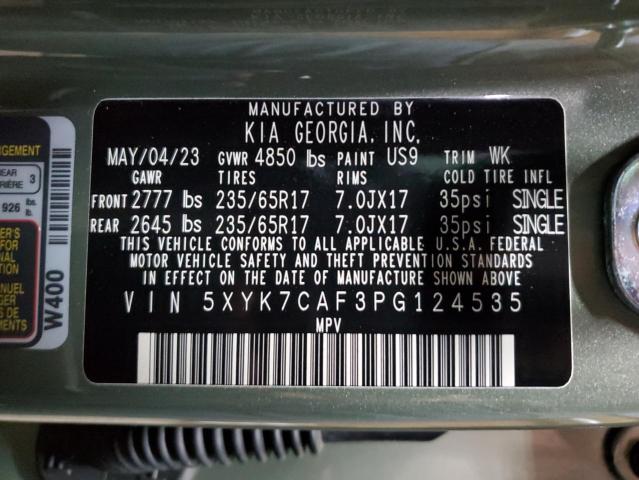 MANUFACTURED BY
KIA GEORGIA, INC.
MAY/04/23 GVWR 4850 lbs PAINT US9 TRIM WK
GAWR TIRES RIMS COLD TIRE INFL
FRONT 2777 lbs 235/65R17 7.0JX17 35psi SINGLE
REAR 2645 lbs 235/65R17 7.0JX17 35psi SINGLE
THIS VEHICLE CONFORMS TO ALL APPLICABLE U.S.A. FEDERAL
MOTOR VEHICLE SAFETY AND THEFT PREVENTION STANDARDS
IN EFFECT ON THE DATE OF MANUFACTURE SHOWN ABOVE
VIN 5XYK7CAF3PG124535
MPV
3
926 lbs.
W400